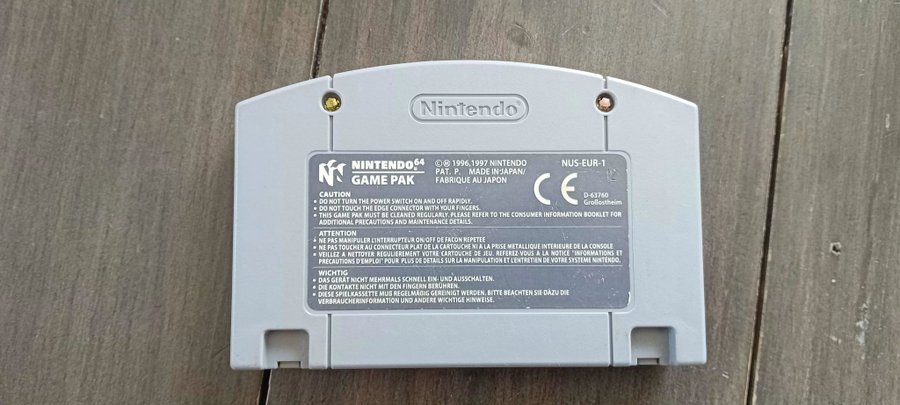 Nintendo®
NINTENDO 64
GAME PAK
©Ⓜ 1996,1997 NINTENDO
PAT. P. MADE IN JAPAN/
FABRIQUE AU JAPON
NUS-EUR-1
CE
D-63760
Großostheim
CAUTION
• DO NOT TURN THE POWER SWITCH ON AND OFF RAPIDLY.
• DO NOT TOUCH THE EDGE CONNECTOR WITH YOUR FINGERS.
• THIS GAME PAK MUST BE CLEANED REGULARLY. PLEASE REFER TO THE CONSUMER INFORMATION BOOKLET FOR
ADDITIONAL PRECAUTIONS AND MAINTENANCE DETAILS.
ATTENTION
• NE PAS MANIPULER L'INTERRUPTEUR ON/OFF DE FACON REPETEE
• NE PAS TOUCHER AU CONNECTEUR PLAT DE LA CARTOUCHE NI A LA PRISE METALLIQUE INTERIEURE DE LA CONSOLE
• VEILLEZ A NETTOYER REGULIEREMENT VOTRE CARTOUCHE DE JEU. REFEREZ-VOUS A LA NOTICE "INFORMATIONS ET
PRECAUTIONS D'EMPLOI" POUR PLUS DE DETAILS SUR LA MANIPULATION ET L'ENTRETIEN DE VOTRE SYSTEME NINTENDO.
WICHTIG
• DAS GERÄT NICHT MEHRMALS SCHNELL EIN- UND AUSSCHALTEN.
• DIE KONTAKTE NICHT MIT DEN FINGERN BERÜHREN.
• DIESE SPIELKASSETTE MUß REGELMÄßIG GEREINIGT WERDEN. BITTE BEACHTEN SIE DAZU DIE
VERBRAUCHERINFORMATION UND ANDERE WICHTIGE HINWEISE.